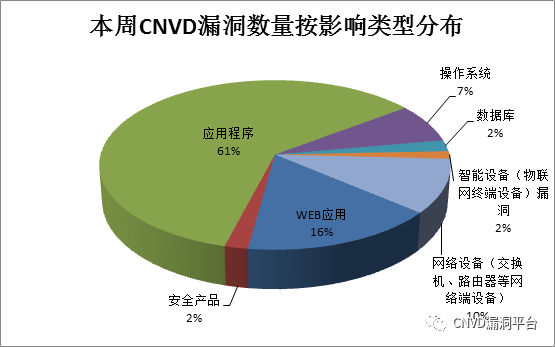 本周CNVD漏洞数量按影响类型分布
操作系统
7%
数据库
2%
智能设备（物联
网终端设备）漏
洞
2%
网络设备（交换
机、路由器等网
络端设备）
10%
WEB应用
16%
安全产品
2%
应用程序
61%
CNVD漏洞平台